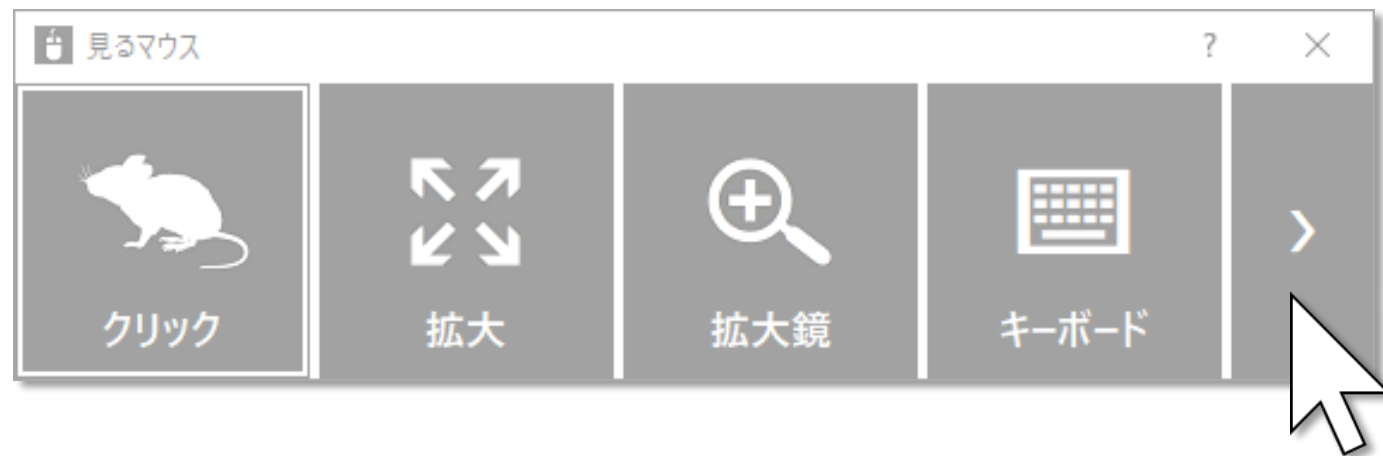 見るマウス ?
クリック
拡大
拡大鏡
キーボード